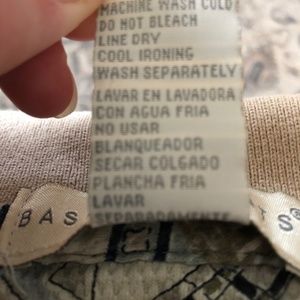 MACHINE WASH COLD
DO NOT BLEACH
LINE DRY
COOL IRONING
WASH SEPARATELY
LAVAR EN LAVADORA
CON AGUA FRIA
NO USAR
BLANQUEADOR
SECAR COLGADO
PLANCHA FRIA
LAVAR
SEPARADAMENTE
BAS